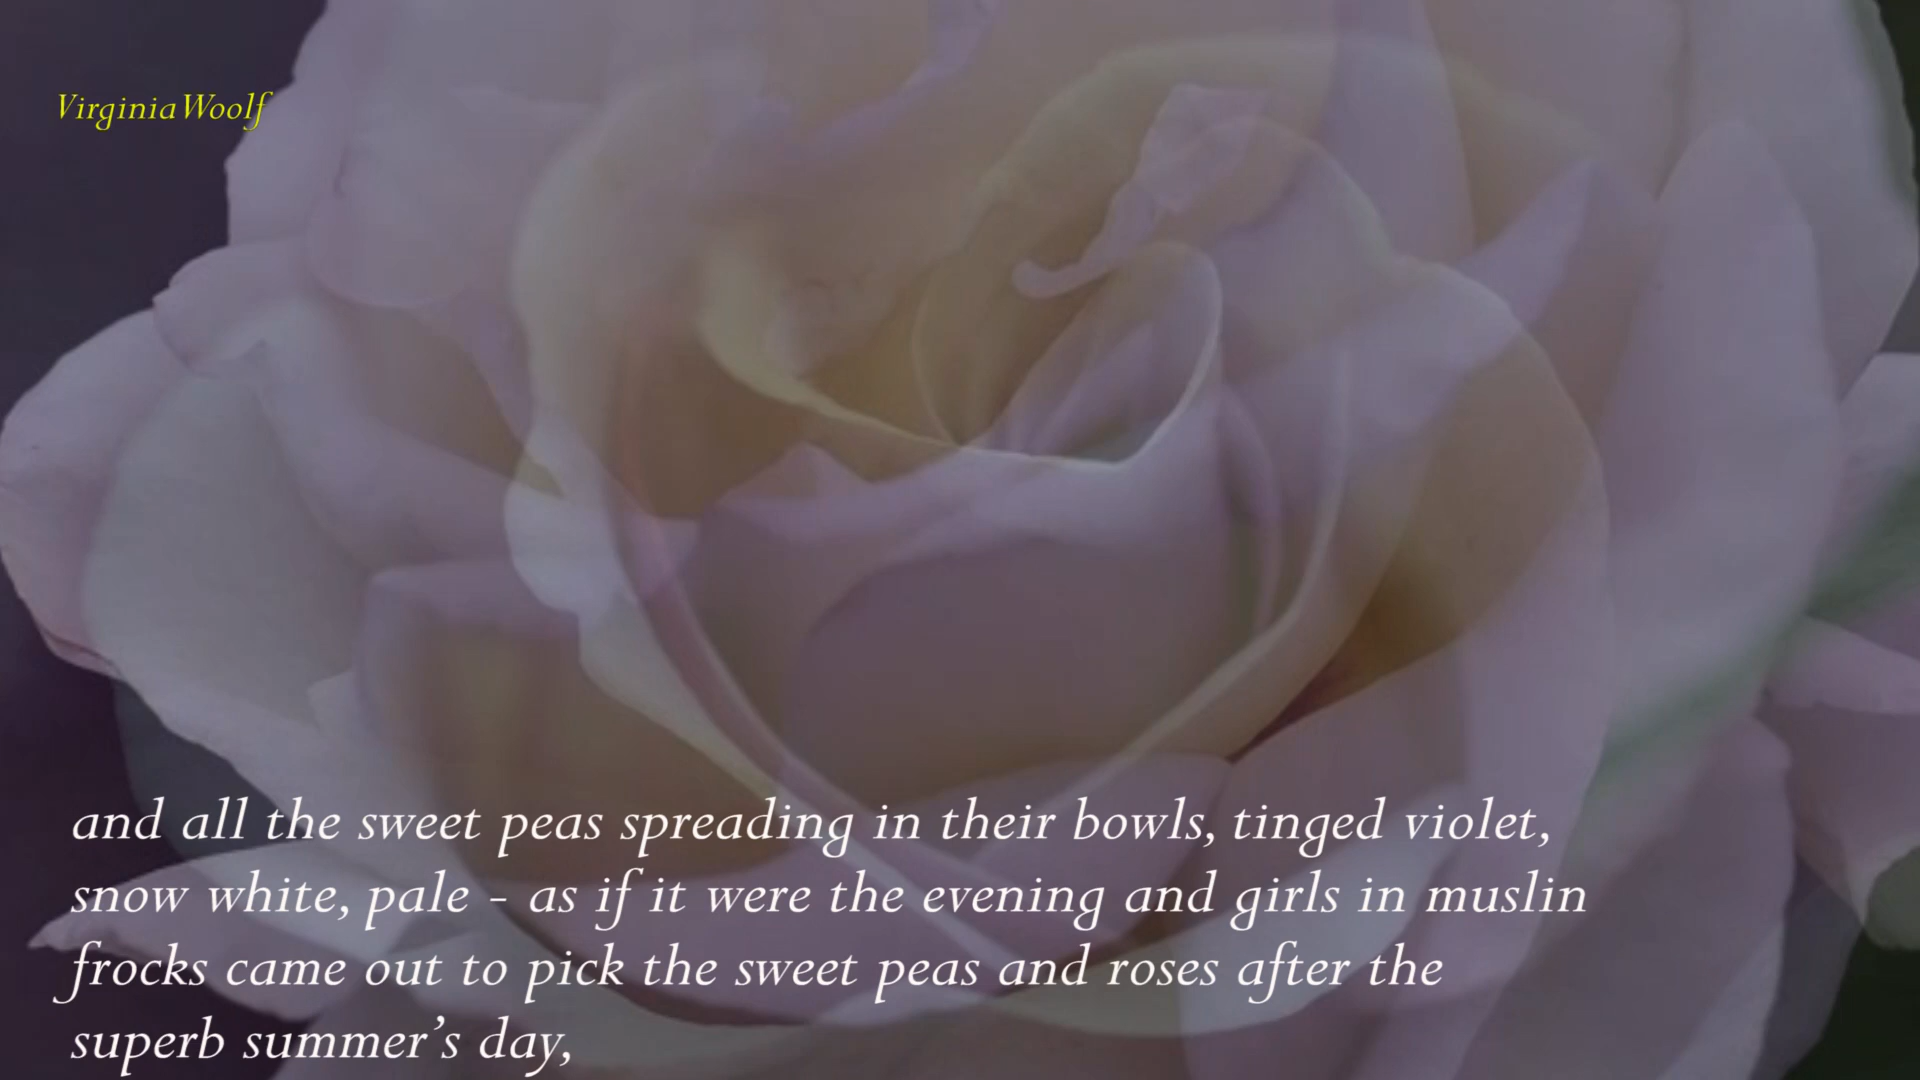 Virginia Woolf
and all the sweet peas spreading in their bowls, tinged violet,
snow white, pale - as if it were the evening and girls in muslin
frocks came out to pick the sweet peas and roses after the
superb summer’s day,